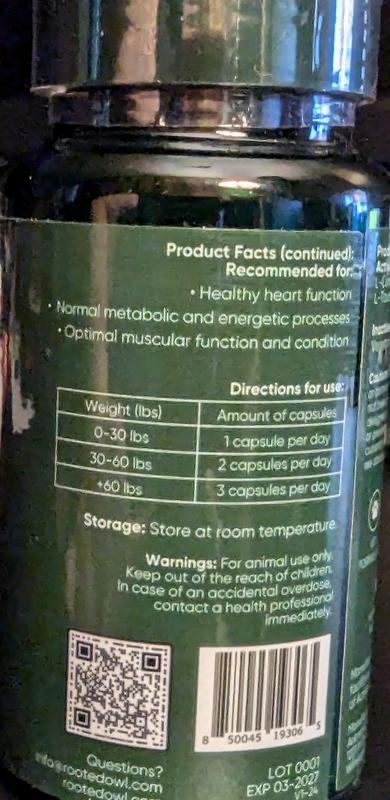 Product Facts (continued):
Recommended for:
• Healthy heart function
• Normal metabolic and energetic processes
• Optimal muscular function and condition
Directions for use:
Weight (lbs) Amount of capsules
0-30 lbs 1 capsule per day
30-60 lbs 2 capsules per day
+60 lbs 3 capsules per day
Storage: Store at room temperature.
Warnings: For animal use only.
Keep out of the reach of children.
In case of an accidental overdose,
contact a health professional
immediately.
8 50045 19306 5
Questions?
info@rootedowl.com
rootedowl.com
LOT 0001
EXP 03-2027
V1-24